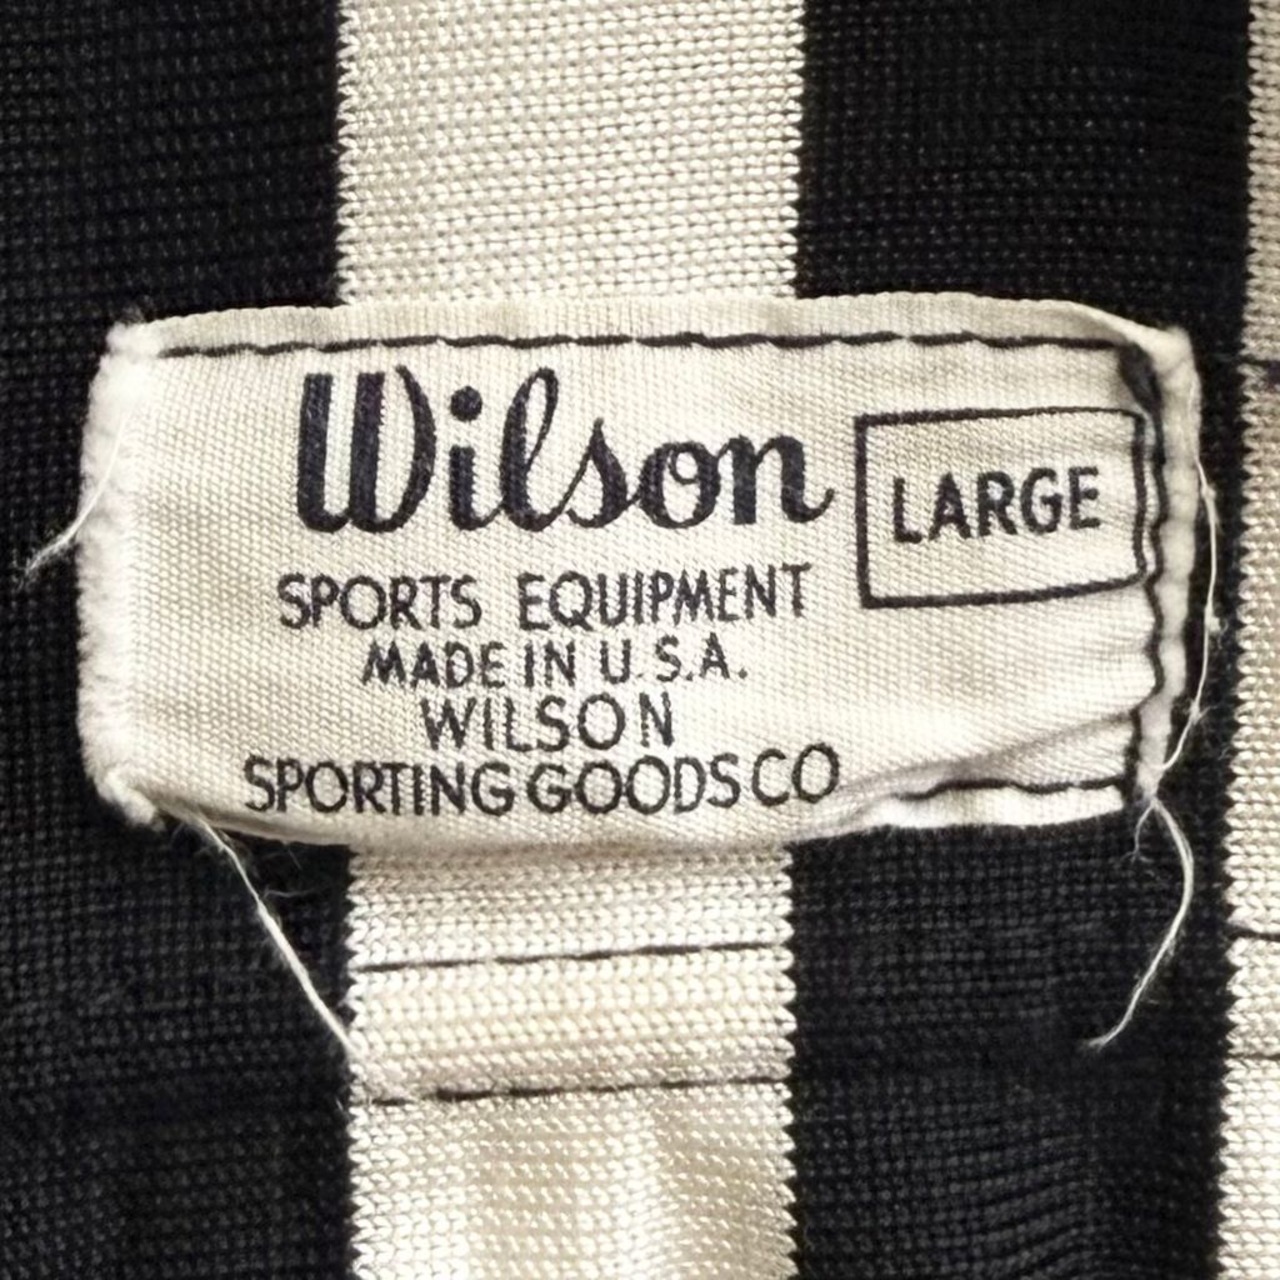 Wilson
LARGE
SPORTS EQUIPMENT
MADE IN U.S.A.
WILSON
SPORTING GOODS CO